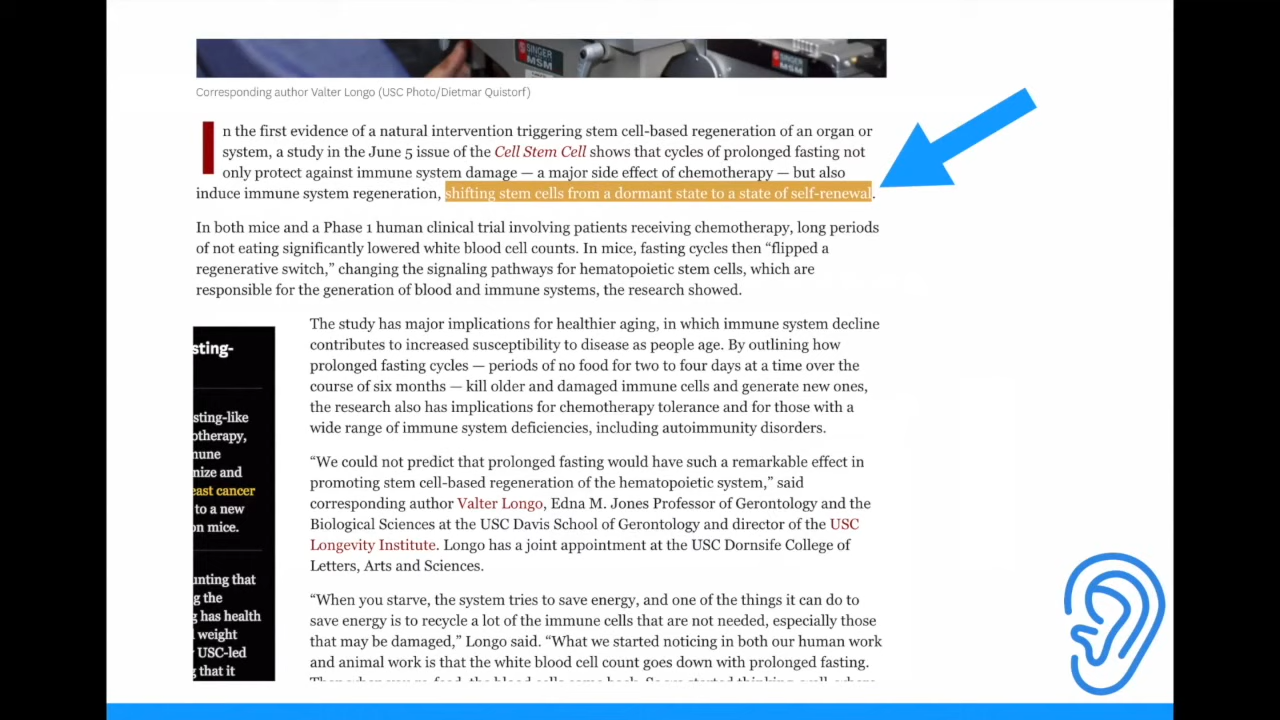 SINGER
MSM
SINGER
MSM
Corresponding author Valter Longo (USC Photo/Dietmar Quistorf)
In the first evidence of a natural intervention triggering stem cell-based regeneration of an organ or
system, a study in the June 5 issue of the Cell Stem Cell shows that cycles of prolonged fasting not
only protect against immune system damage — a major side effect of chemotherapy — but also
induce immune system regeneration, shifting stem cells from a dormant state to a state of self-renewal.
In both mice and a Phase 1 human clinical trial involving patients receiving chemotherapy, long periods
of not eating significantly lowered white blood cell counts. In mice, fasting cycles then “flipped a
regenerative switch,” changing the signaling pathways for hematopoietic stem cells, which are
responsible for the generation of blood and immune systems, the research showed.
The study has major implications for healthier aging, in which immune system decline
contributes to increased susceptibility to disease as people age. By outlining how
prolonged fasting cycles — periods of no food for two to four days at a time over the
course of six months — kill older and damaged immune cells and generate new ones,
the research also has implications for chemotherapy tolerance and for those with a
wide range of immune system deficiencies, including autoimmunity disorders.
“We could not predict that prolonged fasting would have such a remarkable effect in
promoting stem cell-based regeneration of the hematopoietic system,” said
corresponding author Valter Longo, Edna M. Jones Professor of Gerontology and the
Biological Sciences at the USC Davis School of Gerontology and director of the USC
Longevity Institute. Longo has a joint appointment at the USC Dornsife College of
Letters, Arts and Sciences.
“When you starve, the system tries to save energy, and one of the things it can do to
save energy is to recycle a lot of the immune cells that are not needed, especially those
that may be damaged,” Longo said. “What we started noticing in both our human work
and animal work is that the white blood cell count goes down with prolonged fasting.
sting-
sting-like
otherapy,
mune
nize and
east cancer
to a new
on mice.
unting that
g the
g has health
weight
USC-led
g that it